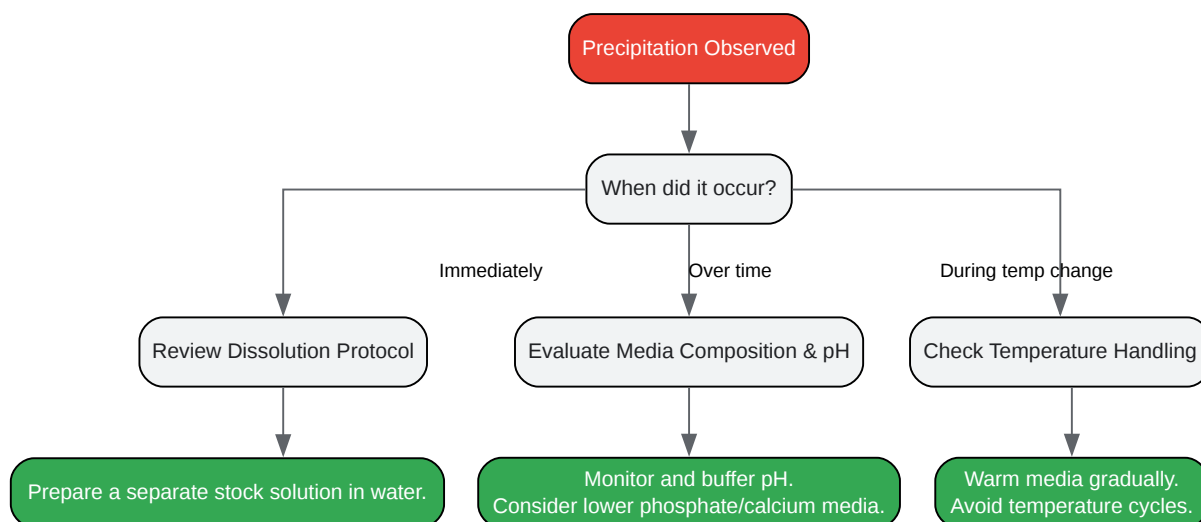 Precipitation Observed
When did it occur?
Immediately
Over time
During temp change
Review Dissolution Protocol
Evaluate Media Composition & pH
Check Temperature Handling
Prepare a separate stock solution in water.
Monitor and buffer pH.
Consider lower phosphate/calcium media.
Warm media gradually.
Avoid temperature cycles.